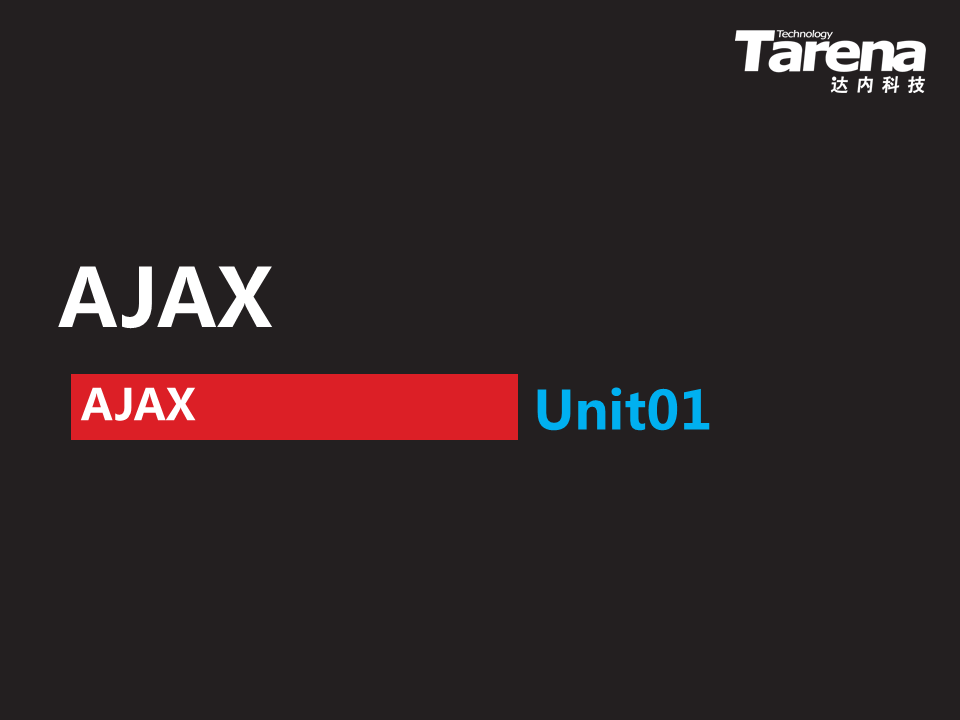 Technology
Tarena
达内科技
AJAX
AJAX
Unit01